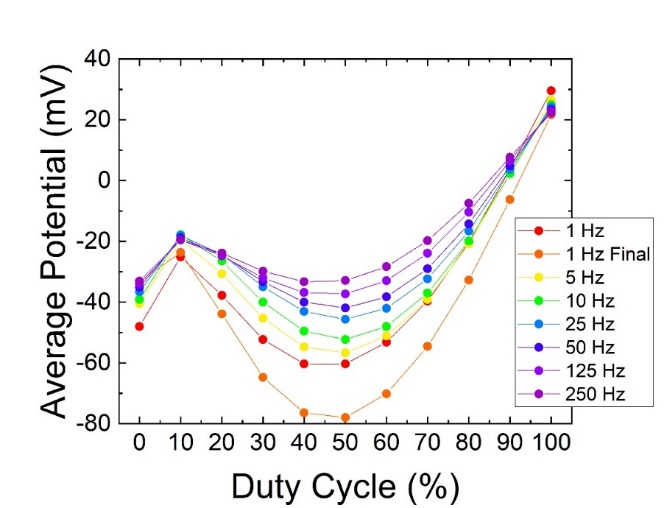 Average Potential (mV)
40
20
0
-20
-40
-60
-80
0 10 20 30 40 50 60 70 80 90 100
Duty Cycle (%)
1 Hz
1 Hz Final
5 Hz
10 Hz
25 Hz
50 Hz
125 Hz
250 Hz